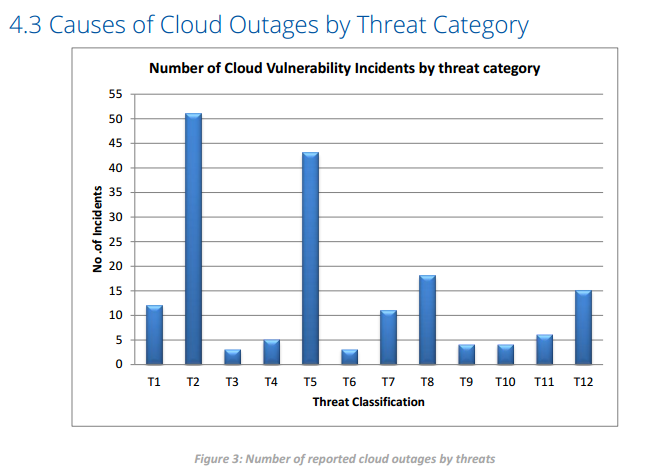 4.3 Causes of Cloud Outages by Threat Category
Number of Cloud Vulnerability Incidents by threat category
55
50
45
40
35
30
25
20
15
10
5
0
No .of Incidents
T1 T2 T3 T4 T5 T6 T7 T8 T9 T10 T11 T12
Threat Classification
Figure 3: Number of reported cloud outages by threats